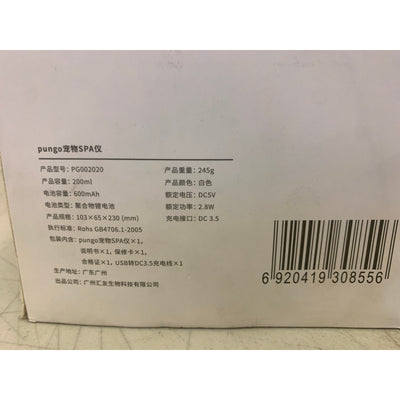 pungo宠物SPA仪
产品型号: PG002020
产品重量: 245g
产品容量: 200ml
产品颜色: 白色
电池容量: 600mAh
额定电压: DC5V
电池类型: 聚合物锂电池
额定功率: 2.8W
产品规格: 103×65×230 (mm)
充电接口: DC 3.5
执行标准: Rohs GB4706.1-2005
包装内含: pungo宠物SPA仪×1,
说明书×1, 保修卡×1,
合格证×1, USB转DC3.5充电线×1
生产地址: 广东广州
出品公司: 广州汇友生物科技有限公司
6 920419 308556